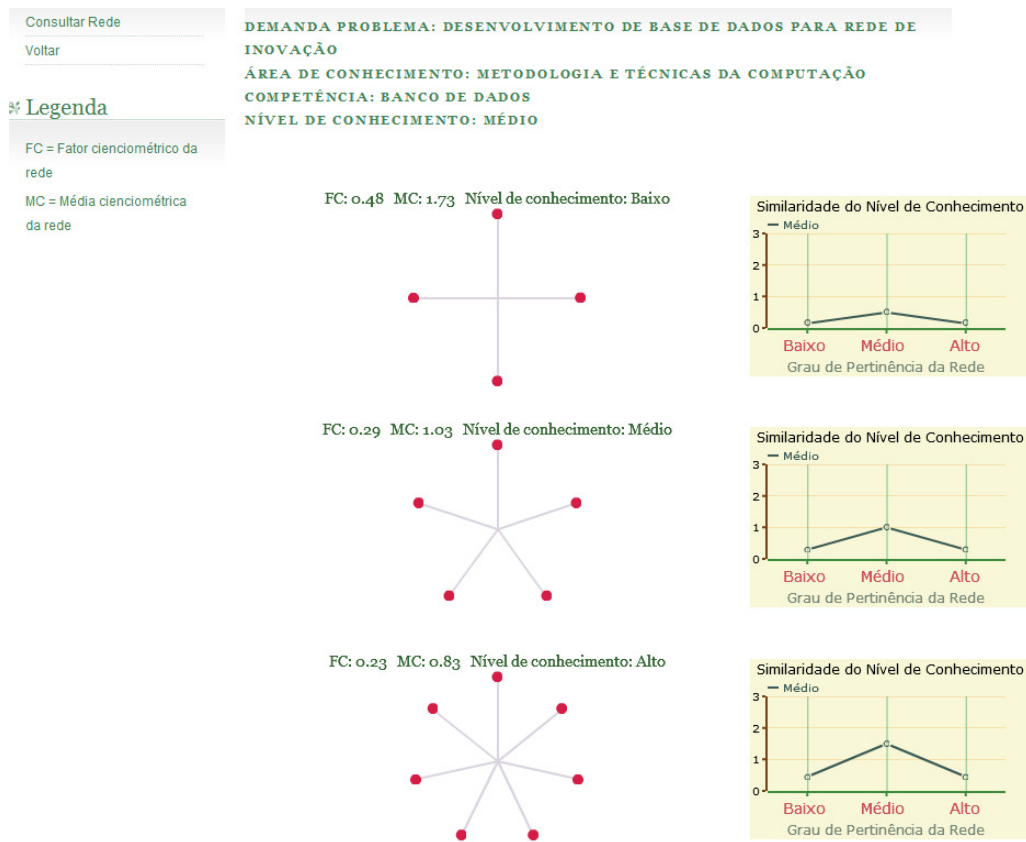 Consultar Rede
Voltar
Legenda
FC = Fator cienciométrico da
rede
MC = Média cienciométrica
da rede
DEMANDA PROBLEMA: DESENVOLVIMENTO DE BASE DE DADOS PARA REDE DE
INOVAÇÃO
ÁREA DE CONHECIMENTO: METODOLOGIA E TÉCNICAS DA COMPUTAÇÃO
COMPETÊNCIA: BANCO DE DADOS
NÍVEL DE CONHECIMENTO: MÉDIO
FC: 0.48 MC: 1.73 Nível de conhecimento: Baixo
Similaridade do Nível de Conhecimento
Médio
3
2
1
0
Baixo Médio Alto
Grau de Pertinência da Rede
FC: 0.29 MC: 1.03 Nível de conhecimento: Médio
Similaridade do Nível de Conhecimento
Médio
3
2
1
0
Baixo Médio Alto
Grau de Pertinência da Rede
FC: 0.23 MC: 0.83 Nível de conhecimento: Alto
Similaridade do Nível de Conhecimento
Médio
3
2
1
0
Baixo Médio Alto
Grau de Pertinência da Rede